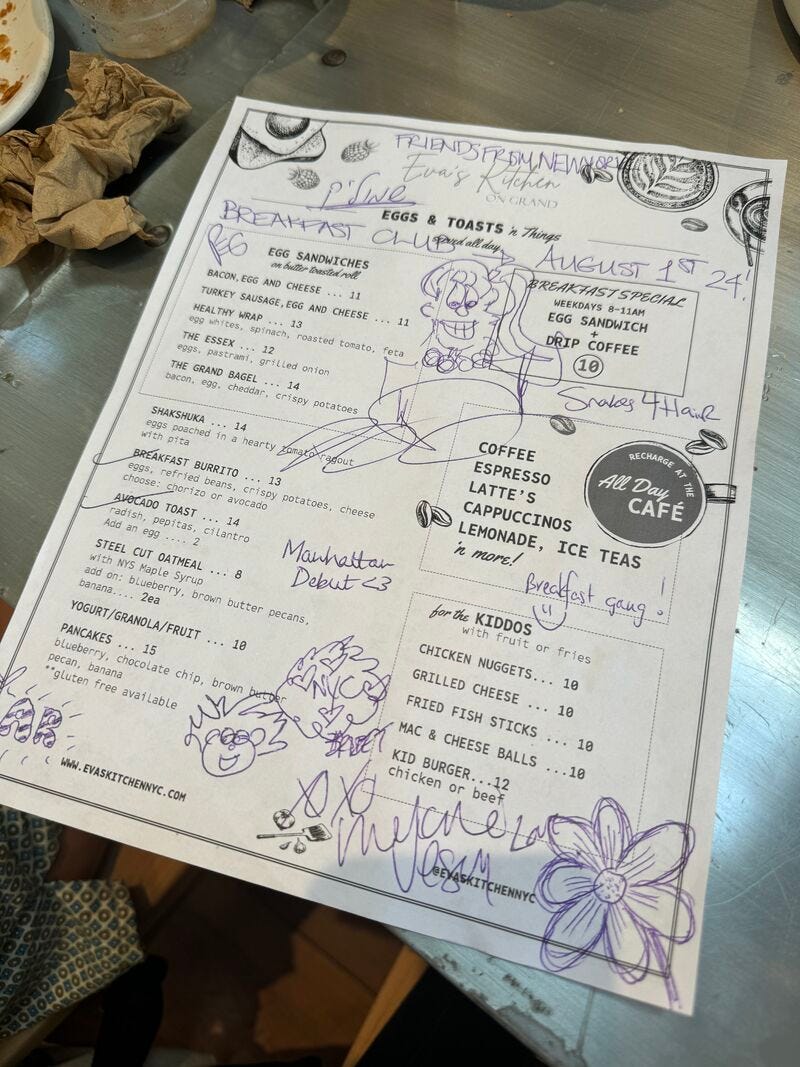 FRIENDS FROM NEW YORK
Eva's Kitchen
ON GRAND
EGGS & TOASTS 'n Things
served all day
BREAKFAST CLUB
AUGUST 1ST 24!
EGG SANDWICHES
on butter toasted roll
BACON, EGG AND CHEESE ... 11
TURKEY SAUSAGE, EGG AND CHEESE ... 11
HEALTHY WRAP ... 13
egg whites, spinach, roasted tomato, feta
THE ESSEX ... 12
eggs, pastrami, grilled onion
THE GRAND BAGEL ... 14
bacon, egg, cheddar, crispy potatoes
BREAKFAST SPECIAL
WEEKDAYS 8-11AM
EGG SANDWICH
+
DRIP COFFEE
10
Snakes 4 Hair
SHAKSHUKA ... 14
eggs poached in a hearty tomato ragout
with pita
BREAKFAST BURRITO ... 13
eggs, refried beans, crispy potatoes, cheese
choose: chorizo or avocado
AVOCADO TOAST ... 14
radish, pepitas, cilantro
Add an egg .... 2
STEEL CUT OATMEAL ... 8
with NYS Maple Syrup
add on: blueberry, brown butter pecans,
banana.... 2ea
YOGURT/GRANOLA/FRUIT ... 10
PANCAKES ... 15
blueberry, chocolate chip, brown butter
pecan, banana
**gluten free available
COFFEE
ESPRESSO
LATTE'S
CAPPUCCINOS
LEMONADE, ICE TEAS
'n more!
RECHARGE AT THE
All Day
CAFÉ
Manhattan
Debut <3
Breakfast gang!
for the KIDDOS
with fruit or fries
CHICKEN NUGGETS... 10
GRILLED CHEESE ... 10
FRIED FISH STICKS ... 10
MAC & CHEESE BALLS ...10
KID BURGER...12
chicken or beef
NYC
XOXO
WWW.EVASKITCHENNYC.COM
@EVASKITCHENNYC